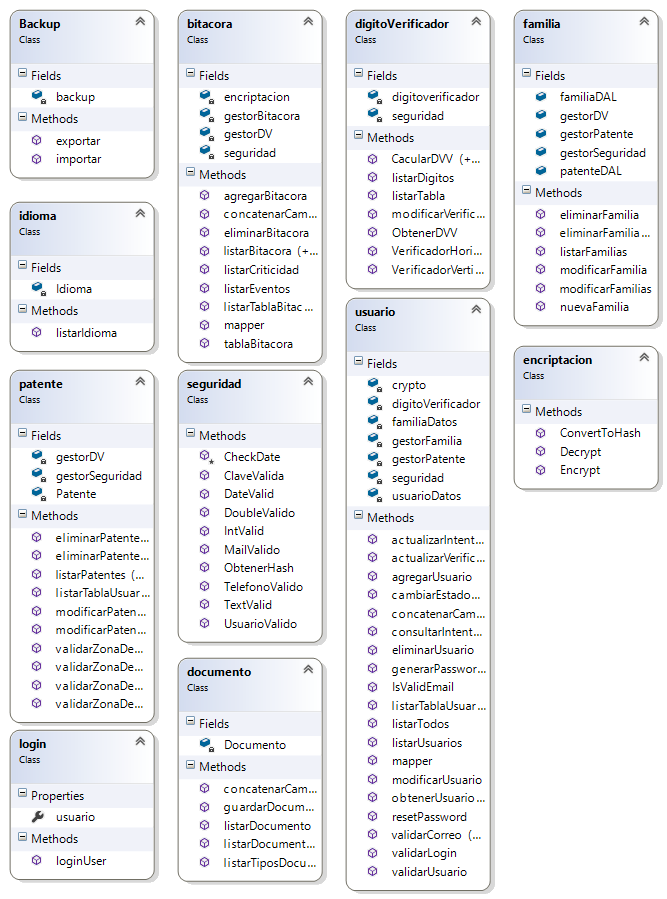 Backup
Class
Fields
backup
Methods
exportar
importar
idioma
Class
Fields
Idioma
Methods
listarIdioma
patente
Class
Fields
gestorDV
gestorSeguridad
Patente
Methods
eliminarPatente...
eliminarPatente...
listarPatentes (...
listarTablaUsuar...
modificarPaten...
modificarPaten...
validarZonaDe...
validarZonaDe...
validarZonaDe...
validarZonaDe...
login
Class
Properties
usuario
Methods
loginUser
bitacora
Class
Fields
encriptacion
gestorBitacora
gestorDV
seguridad
Methods
agregarBitacora
concatenarCam...
eliminarBitacora
listarBitacora (+...
listarCriticidad
listarEventos
listarTablaBitac...
mapper
tablaBitacora
seguridad
Class
Methods
CheckDate
ClaveValida
DateValid
DoubleValido
IntValid
MailValido
ObtenerHash
TelefonoValido
TextValid
UsuarioValido
documento
Class
Fields
Documento
Methods
concatenarCam...
guardarDocum...
listarDocumento
listarDocument...
listarTiposDocu...
digitoVerificador
Class
Fields
digitoverificador
seguridad
Methods
CacularDVV (+...
listarDigitos
listarTabla
modificarVerific...
ObtenerDVV
VerificadorHori...
VerificadorVerti...
usuario
Class
Fields
crypto
digitoVerificador
familiaDatos
gestorFamilia
gestorPatente
seguridad
usuarioDatos
Methods
actualizarIntent...
actualizarVerific...
agregarUsuario
cambiarEstado...
concatenarCam...
consultarIntent...
eliminarUsuario
generarPasswor...
IsValidEmail
listarTablaUsuar...
listarTodos
listarUsuarios
mapper
modificarUsuario
obtenerUsuario...
resetPassword
validarCorreo (...
validarLogin
validarUsuario
familia
Class
Fields
familiaDAL
gestorDV
gestorPatente
gestorSeguridad
patenteDAL
Methods
eliminarFamilia
eliminarFamilia...
listarFamilias
modificarFamilia
modificarFamilias
nuevaFamilia
encriptacion
Class
Methods
ConvertToHash
Decrypt
Encrypt